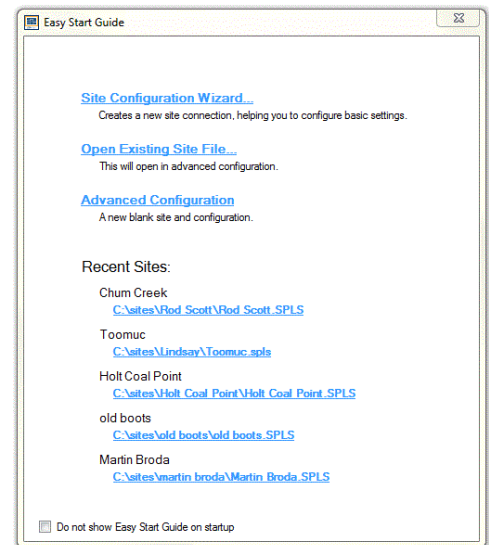 Easy Start Guide
Site Configuration Wizard...
Creates a new site connection, helping you to configure basic settings.
Open Existing Site File...
This will open in advanced configuration.
Advanced Configuration
A new blank site and configuration.
Recent Sites:
Chum Creek
C:\sites\Rod Scott\Rod Scott.SPLS
Toomuc
C:\sites\Lindsay\Toomuc.spls
Holt Coal Point
C:\sites\Holt Coal Point\Holt Coal Point.SPLS
old boots
C:\sites\old boots\old boots.SPLS
Martin Broda
C:\sites\martin broda\Martin Broda.SPLS
Do not show Easy Start Guide on startup